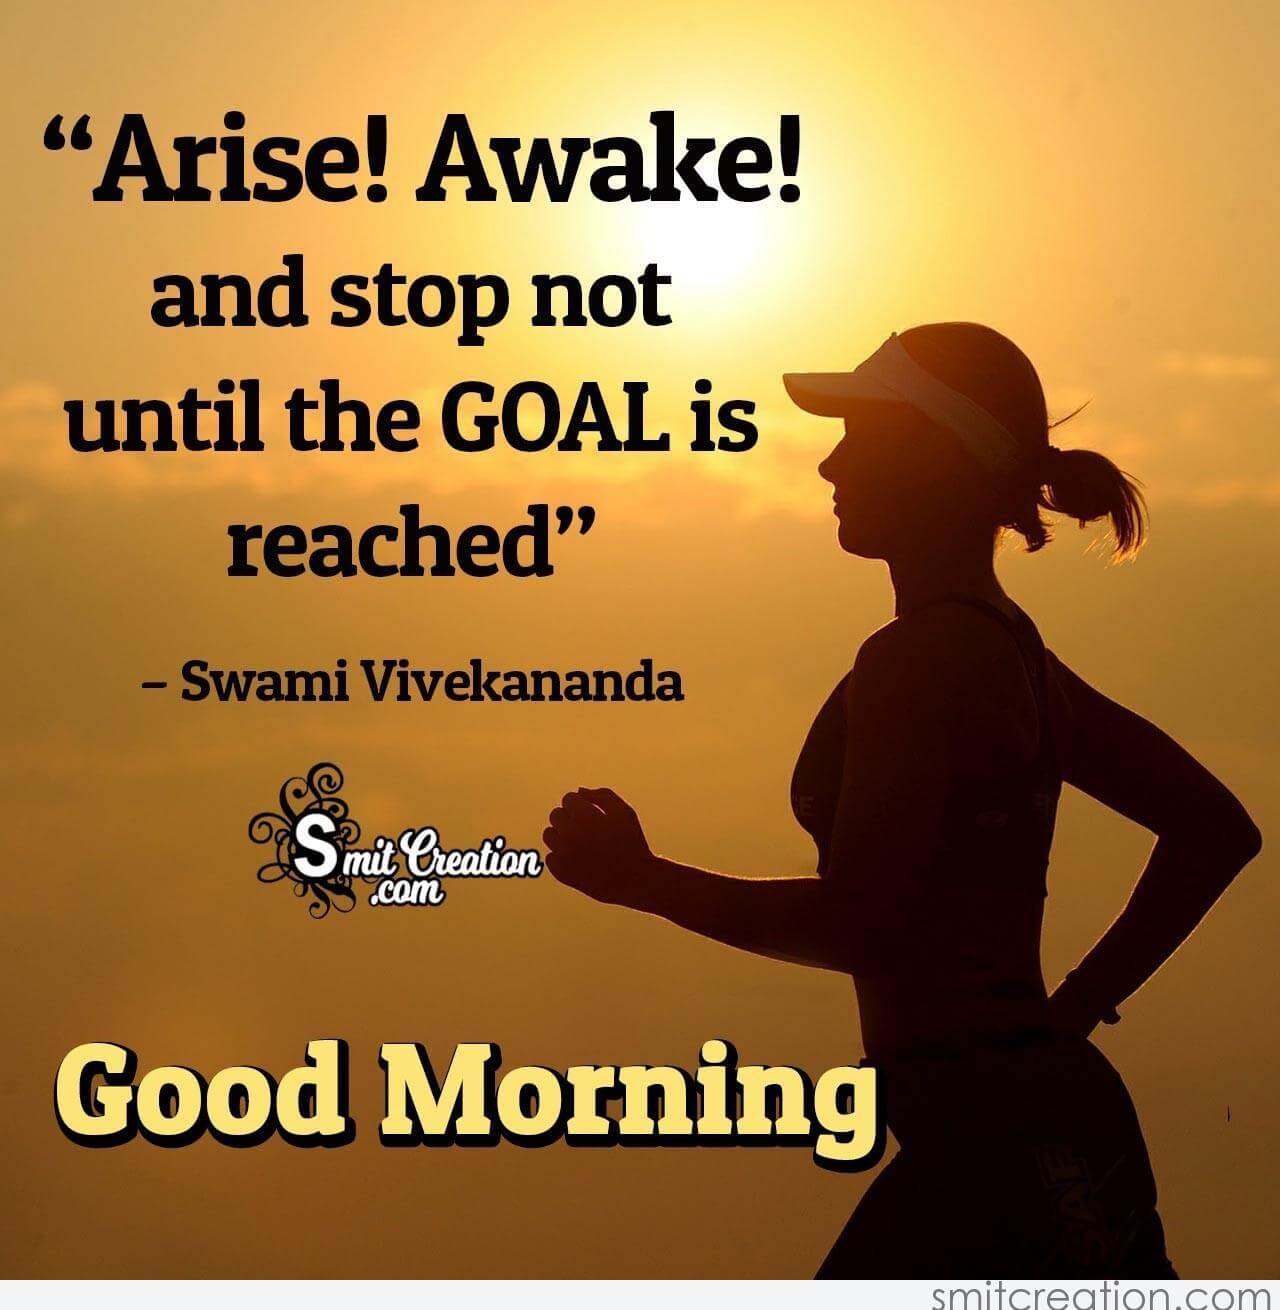 “Arise! Awake!
and stop not
until the GOAL is
reached”
– Swami Vivekananda
Smit Creation
.com
Good Morning
smitcreation.com